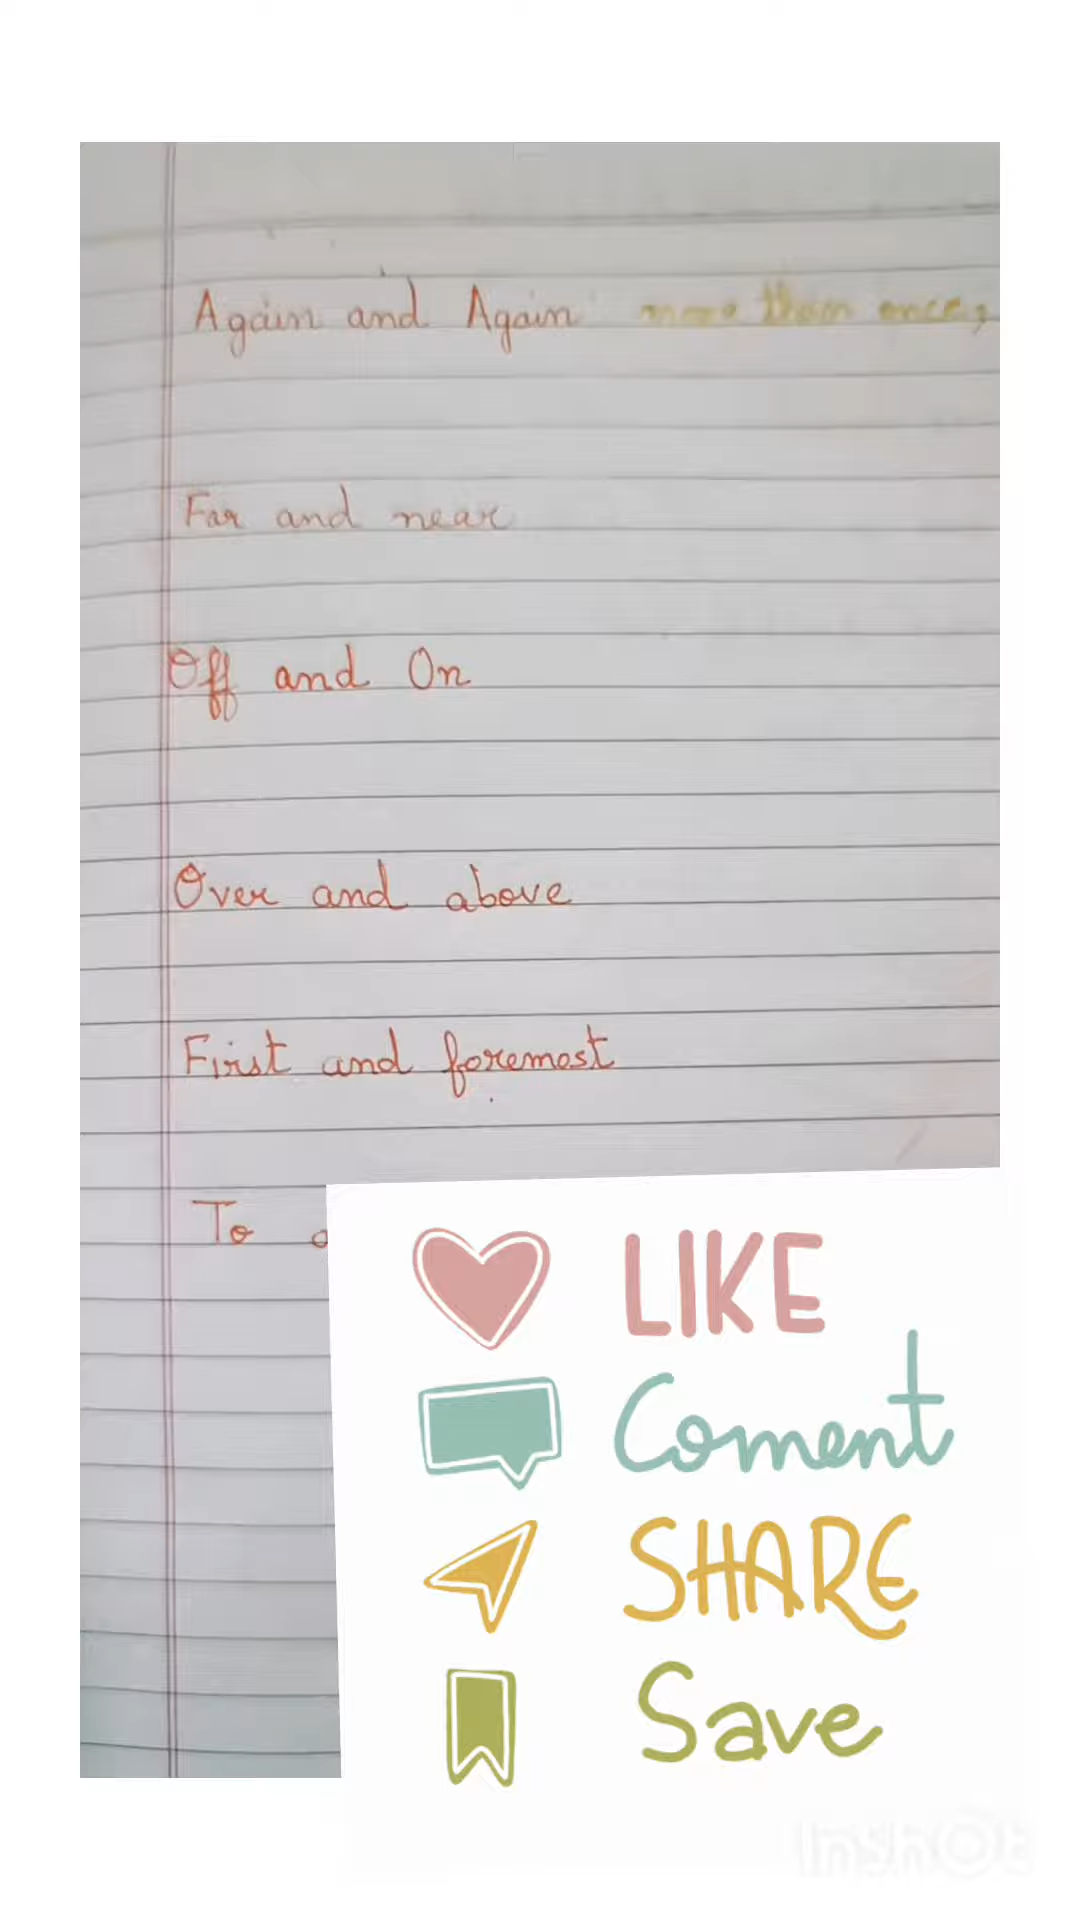 Again and Again more than once,
Far and near
Off and On
Over and above
First and foremost
To
LIKE
Coment
SHARE
Save
InShOt